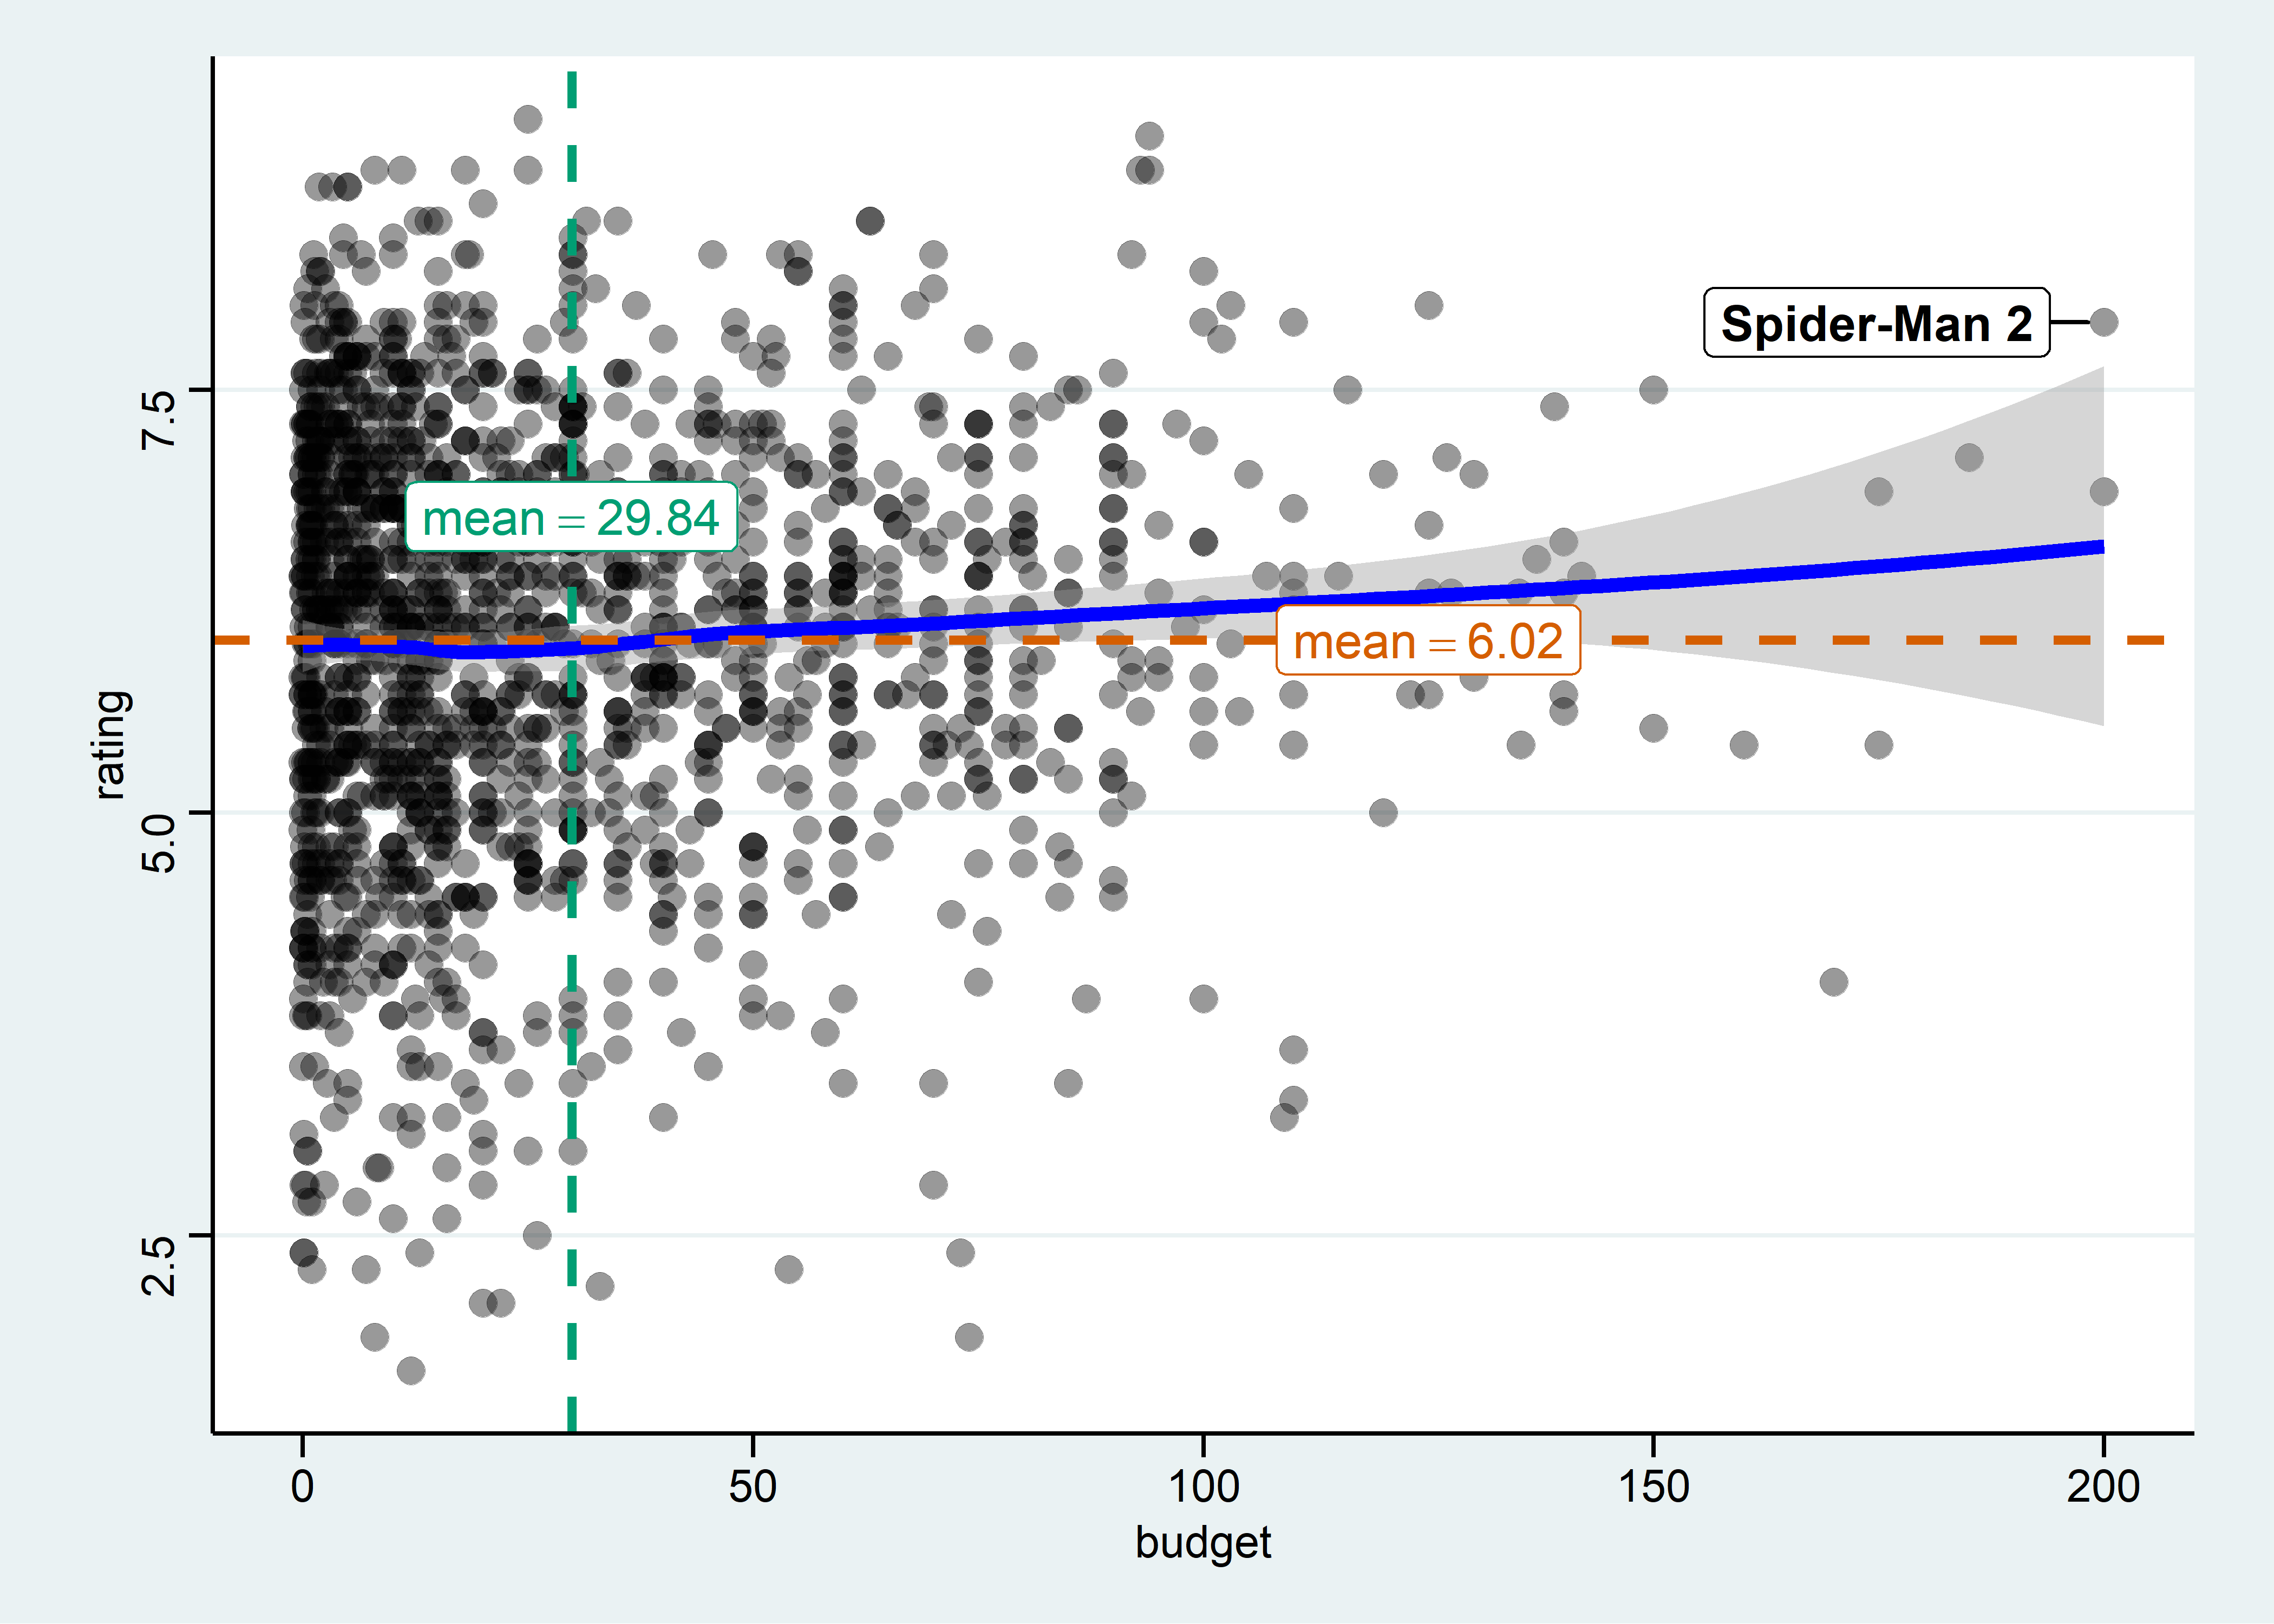 Spider-Man 2
7.5
mean = 29.84
mean = 6.02
rating
5.0
2.5
0 50 100 150 200
budget